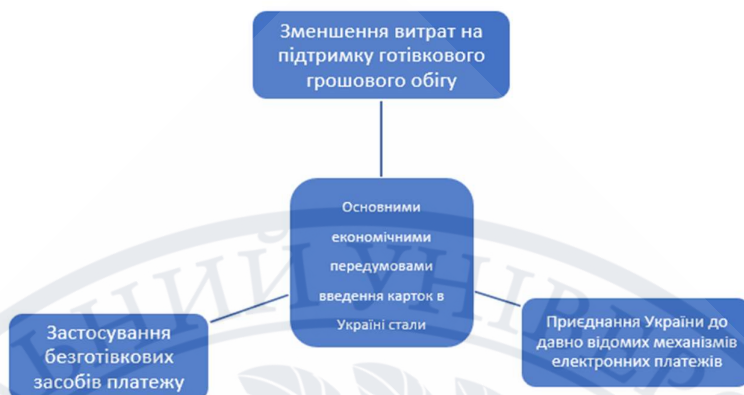 Зменшення витрат на
підтримку готівкового
грошового обігу
Основними
економічними
передумовами
введення карток в
Україні стали
Застосування
безготівкових
засобів платежу
Приєднання України до
давно відомих механізмів
електронних платежів